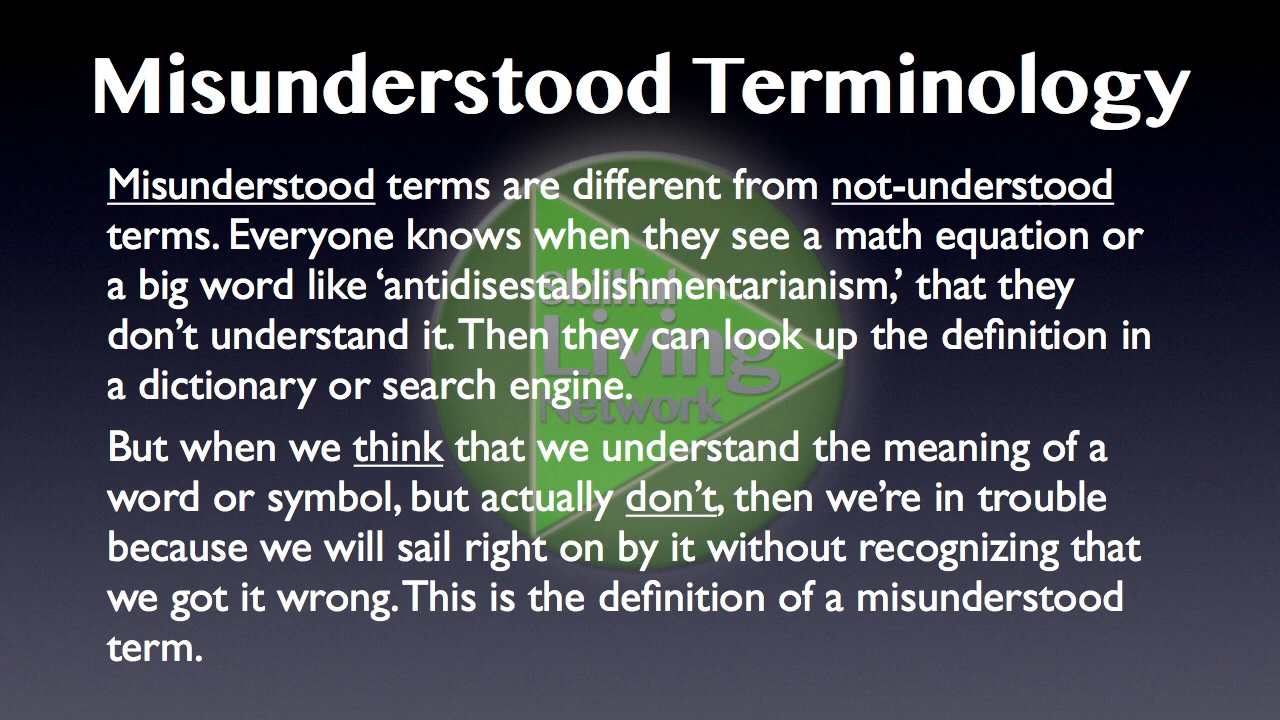 Misunderstood Terminology
Misunderstood terms are different from not-understood
terms. Everyone knows when they see a math equation or
a big word like ‘antidisestablishmentarianism,’ that they
don’t understand it. Then they can look up the definition in
a dictionary or search engine.
But when we think that we understand the meaning of a
word or symbol, but actually don’t, then we’re in trouble
because we will sail right on by it without recognizing that
we got it wrong. This is the definition of a misunderstood
term.
Skillful
Living
Network